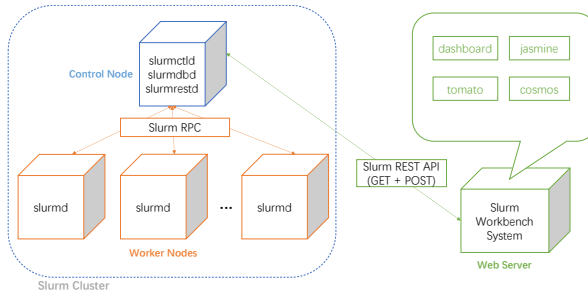 dashboard
jasmine
tomato
cosmos
Control Node
slurmctld
slurmdbd
slurmrestd
Slurm RPC
Slurm REST API
(GET + POST)
slurmd
slurmd
...
slurmd
Slurm
Workbench
System
Worker Nodes
Web Server
Slurm Cluster